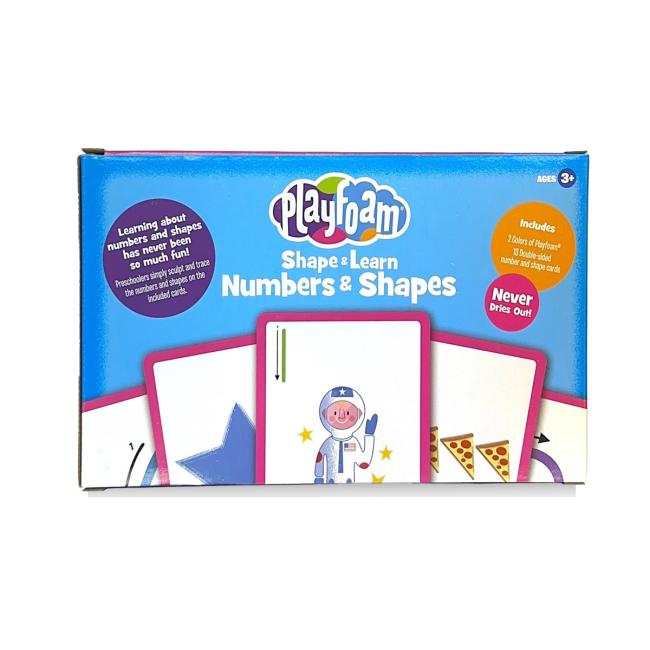 AGES 3+
Playfoam®
Shape & Learn
Numbers & Shapes
Learning about
numbers and shapes
has never been
so much fun!
Preschoolers simply sculpt and trace
the numbers and shapes on the
included cards.
Includes
2 Colors of Playfoam®
13 Double-sided
number and shape cards
Never
Dries Out!
1
1